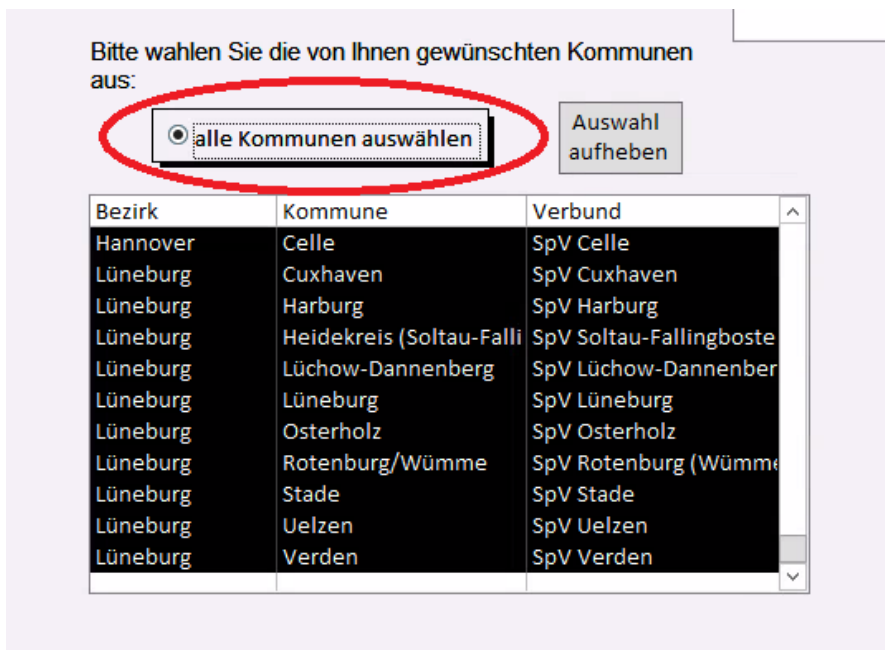 Bitte wahlen Sie die von Ihnen gewünschten Kommunen
aus:
alle Kommunen auswählen
Auswahl
aufheben
Bezirk Kommune Verbund
Hannover Celle SpV Celle
Lüneburg Cuxhaven SpV Cuxhaven
Lüneburg Harburg SpV Harburg
Lüneburg Heidekreis (Soltau-Falli SpV Soltau-Fallingboste
Lüneburg Lüchow-Dannenberg SpV Lüchow-Dannenber
Lüneburg Lüneburg SpV Lüneburg
Lüneburg Osterholz SpV Osterholz
Lüneburg Rotenburg/Wümme SpV Rotenburg (Wümme
Lüneburg Stade SpV Stade
Lüneburg Uelzen SpV Uelzen
Lüneburg Verden SpV Verden